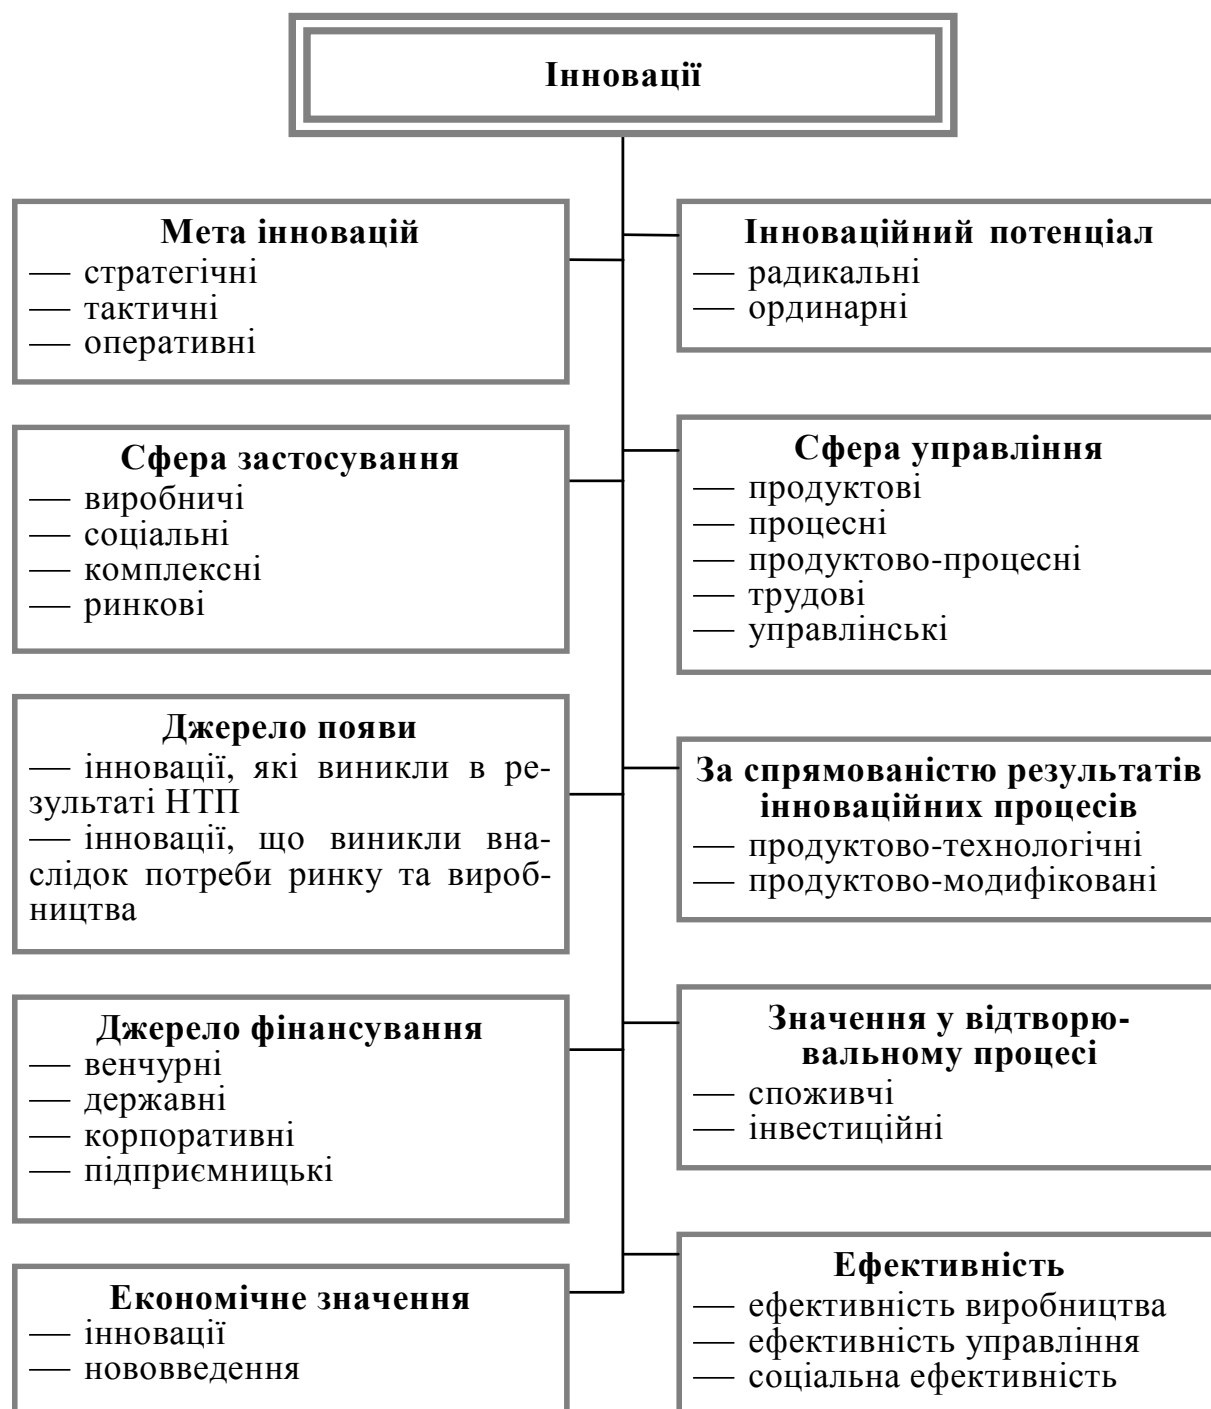 Інновації
Мета інновацій
— стратегічні
— тактичні
— оперативні
Інноваційний потенціал
— радикальні
— ординарні
Сфера застосування
— виробничі
— соціальні
— комплексні
— ринкові
Сфера управління
— продуктові
— процесні
— продуктово-процесні
— трудові
— управлінські
Джерело появи
— інновації, які виникли в ре-
зультаті НТП
— інновації, що виникли вна-
слідок потреби ринку та вироб-
ництва
За спрямованістю результатів
інноваційних процесів
— продуктово-технологічні
— продуктово-модифіковані
Джерело фінансування
— венчурні
— державні
— корпоративні
— підприємницькі
Значення у відтворю-
вальному процесі
— споживчі
— інвестиційні
Економічне значення
— інновації
— нововведення
Ефективність
— ефективність виробництва
— ефективність управління
— соціальна ефективність